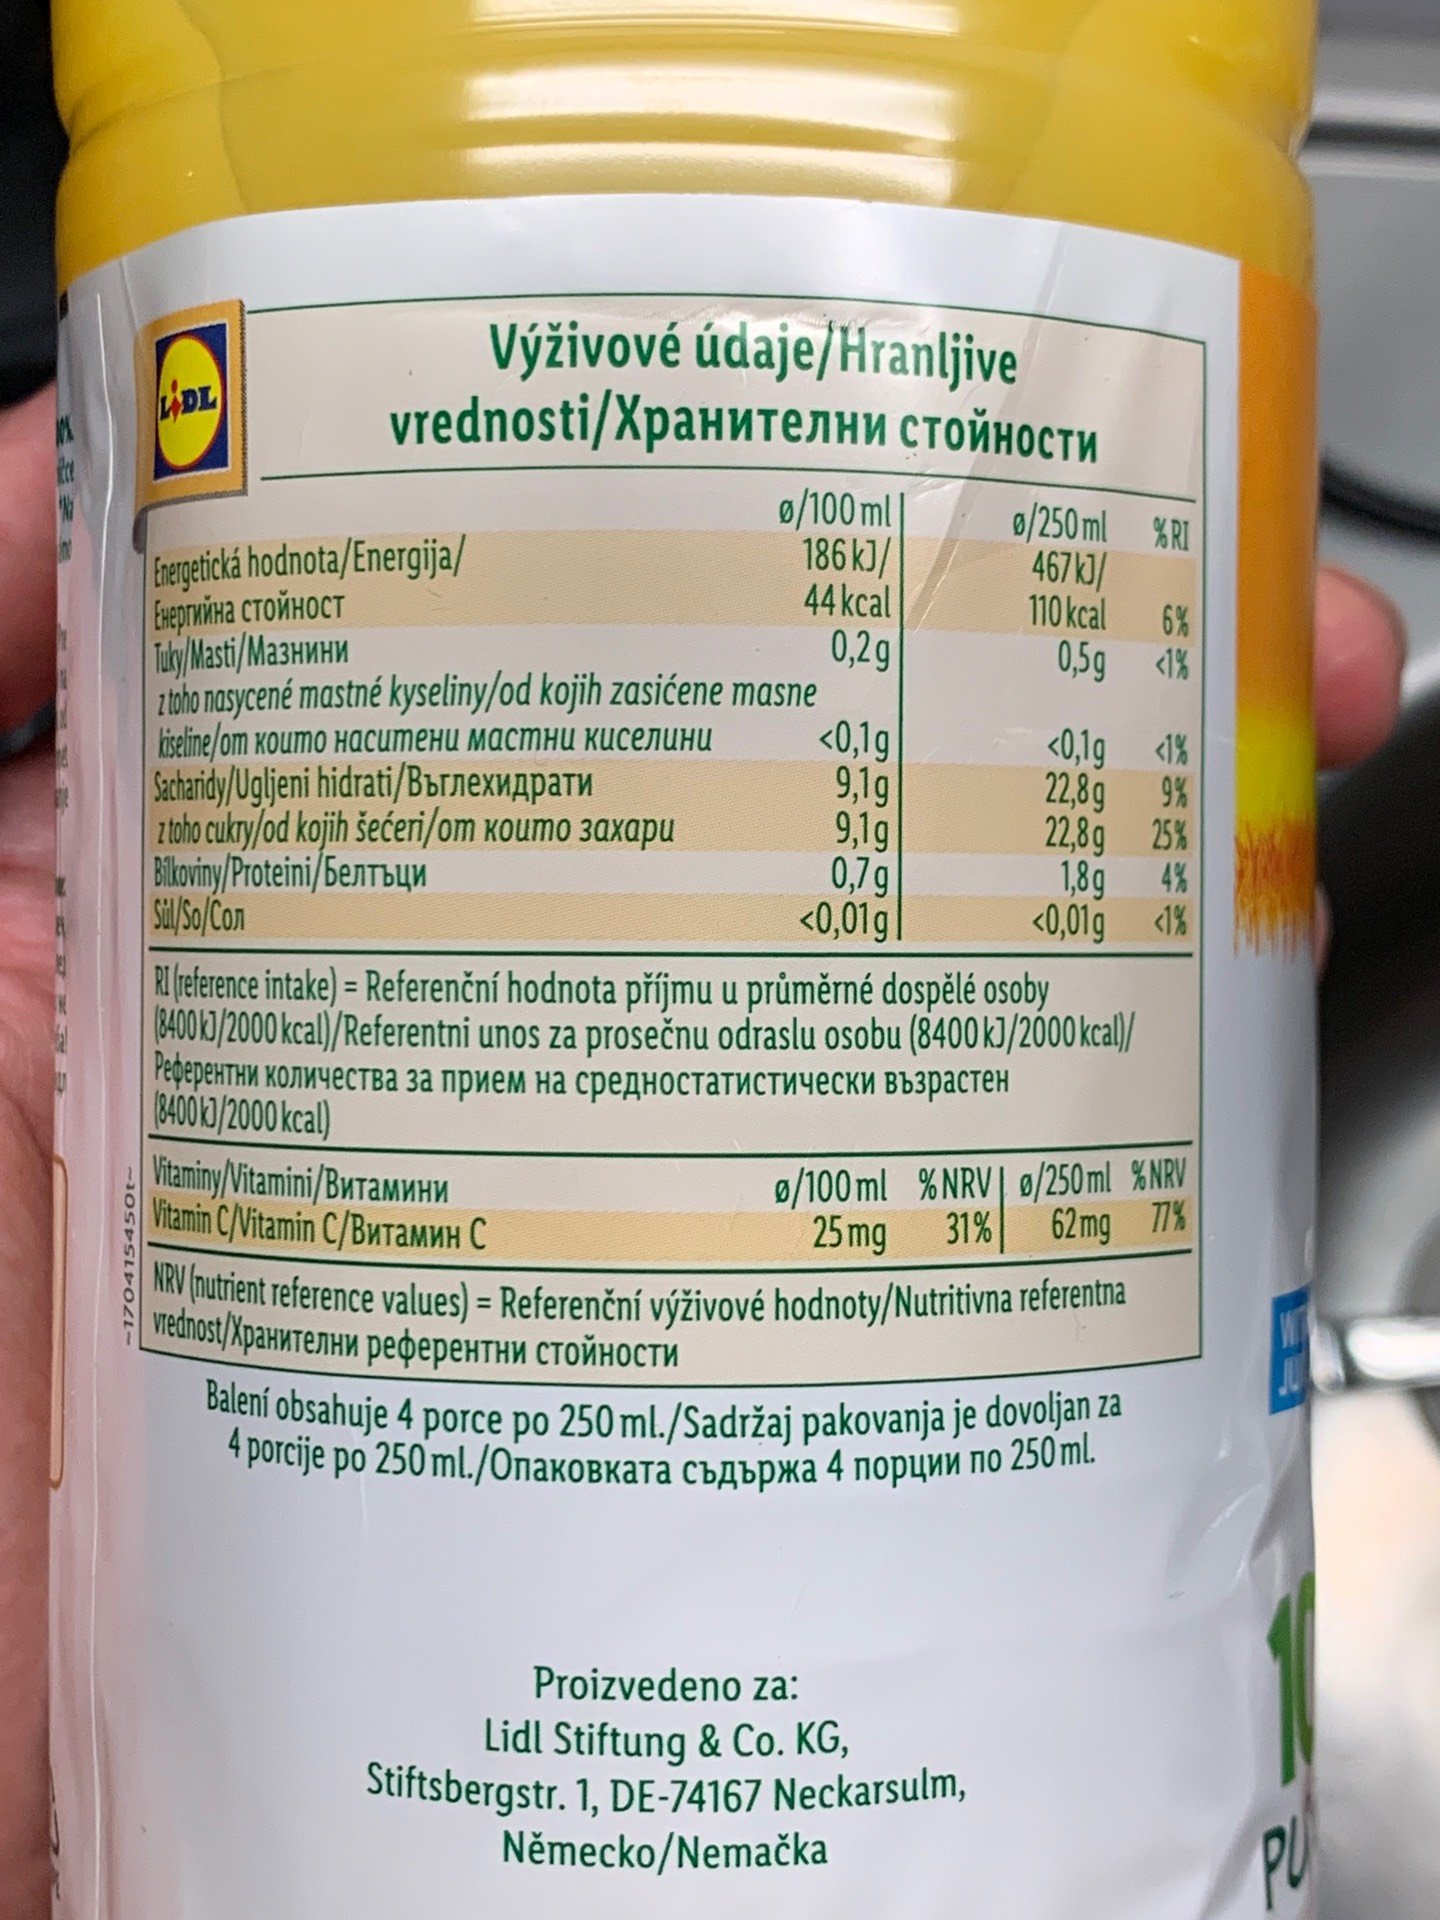 LIDL
Výživové údaje/Hranljive
vrednosti/Хранителни стойности
ø/100 ml ø/250 ml % RI
Energetická hodnota/Energija/ 186 kJ/ 467 kJ/
Енергийна стойност 44 kcal 110 kcal 6%
Tuky/Masti/Мазнини 0,2 g 0,5 g <1%
z toho nasycené mastné kyseliny/od kojih zasićene masne
kiseline/от които наситени мастни киселини <0,1 g <0,1 g <1%
Sacharidy/Ugljeni hidrati/Въглехидрати 9,1 g 22,8 g 9%
z toho cukry/od kojih šećeri/от които захари 9,1 g 22,8 g 25%
Bílkoviny/Proteini/Белтъци 0,7 g 1,8 g 4%
Sůl/So/Сол <0,01 g <0,01 g <1%
RI (reference intake) = Referenční hodnota příjmu u průměrné dospělé osoby
(8400 kJ/2000 kcal)/Referentni unos za prosečnu odraslu osobu (8400 kJ/2000 kcal)/
Референтни количества за прием на средностатистически възрастен
(8400 kJ/2000 kcal)
Vitaminy/Vitamini/Витамини ø/100 ml % NRV ø/250 ml % NRV
Vitamin C/Vitamin C/Витамин C 25 mg 31% 62 mg 77%
NRV (nutrient reference values) = Referenční výživové hodnoty/Nutritivna referentna
vrednost/Хранителни референтни стойности
~1704154501~
Balení obsahuje 4 porce po 250 ml./Sadržaj pakovanja je dovoljan za
4 porcije po 250 ml./Опаковката съдържа 4 порции по 250 ml.
Proizvedeno za:
Lidl Stiftung & Co. KG,
Stiftsbergstr. 1, DE-74167 Neckarsulm,
Německo/Nemačka